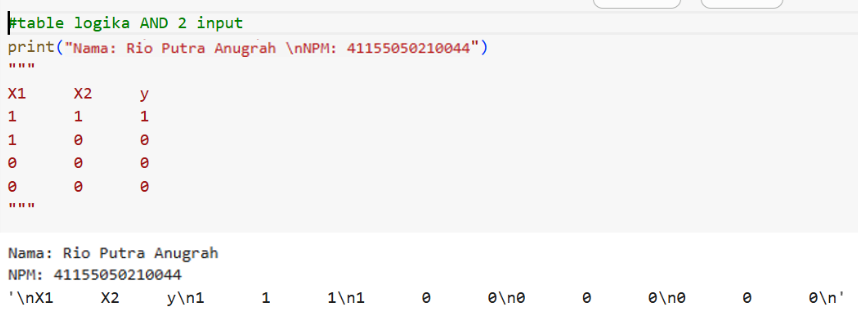 #table logika AND 2 input
print("Nama: Rio Putra Anugrah \nNPM: 41155050210044")
"""
X1 X2 y
1 1 1
1 0 0
0 0 0
0 0 0
"""
Nama: Rio Putra Anugrah
NPM: 41155050210044
'\nX1 X2 y\n1 1 1\n1 0 0\n0 0 0\n0 0 0\n'